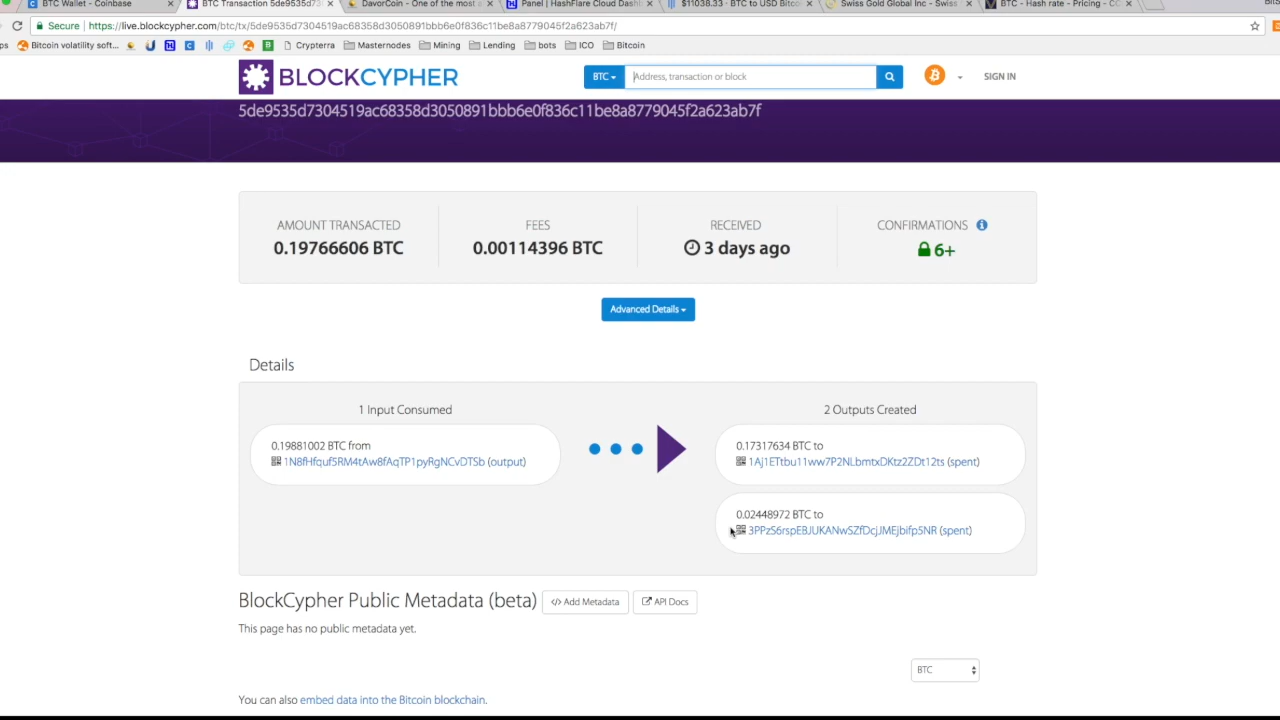 BTC Wallet - Coinbase
BTC Transaction 5de9535d73
DavorCoin - One of the most a
Panel | HashFlare Cloud Dashb
$11038.33 - BTC to USD Bitcoi
Swiss Gold Global Inc - Swiss
BTC - Hash rate - Pricing - CC
Secure | https://live.blockcypher.com/btc/tx/5de9535d7304519ac68358d3050891bbb6e0f836c11be8a8779045f2a623ab7f/
ps Bitcoin volatility soft... Crypterra Masternodes Mining Lending bots ICO Bitcoin
BLOCKCYPHER
BTC
Address, transaction or block
SIGN IN
5de9535d7304519ac68358d3050891bbb6e0f836c11be8a8779045f2a623ab7f
AMOUNT TRANSACTED
0.19766606 BTC
FEES
0.00114396 BTC
RECEIVED
3 days ago
CONFIRMATIONS
6+
Advanced Details
Details
1 Input Consumed
0.19881002 BTC from
1N8fHfquf5RM4tAw8fAqTP1pyRgNCvDTSb (output)
2 Outputs Created
0.17317634 BTC to
1Aj1ETtbu11ww7P2NLbmtxDKtz2ZDt12ts (spent)
0.02448972 BTC to
3PPzS6rspEBJUKANwSZfDcjJMEjbifp5NR (spent)
BlockCypher Public Metadata (beta)
</> Add Metadata
API Docs
This page has no public metadata yet.
BTC
You can also embed data into the Bitcoin blockchain.